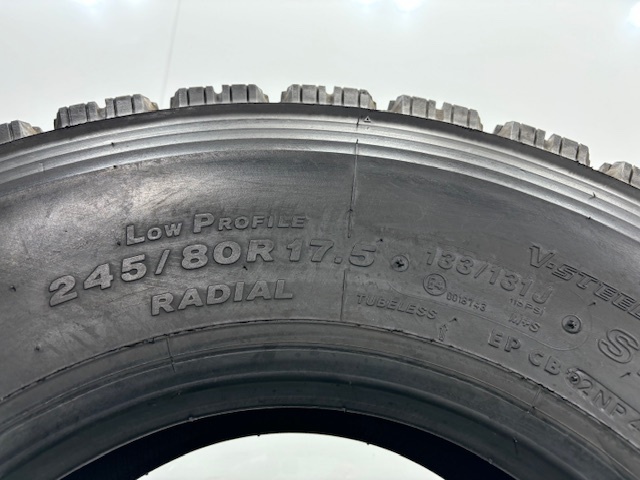 LOW PROFILE
245/80R17.5
RADIAL
133/131J
TUBELESS
M+S
V-STEEL
EP CB